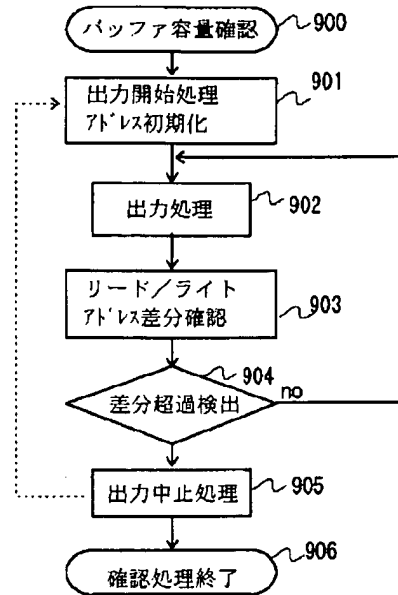 バッファ容量確認
900
出力開始処理
アドレス初期化
901
出力処理
902
リード／ライト
アドレス差分確認
903
904
差分超過検出
no
出力中止処理
905
906
確認処理終了